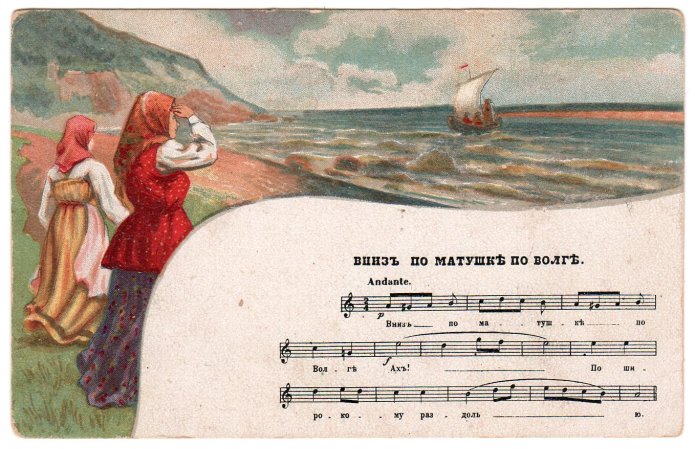 ВНИЗЪ ПО МАТУШКѢ ПО ВОЛГѢ.
Andante.
p
Внизъ по ма - туш - кѣ по
f
Вол - гѣ Ахъ! По ши -
ро - ко - му раз - доль ю.